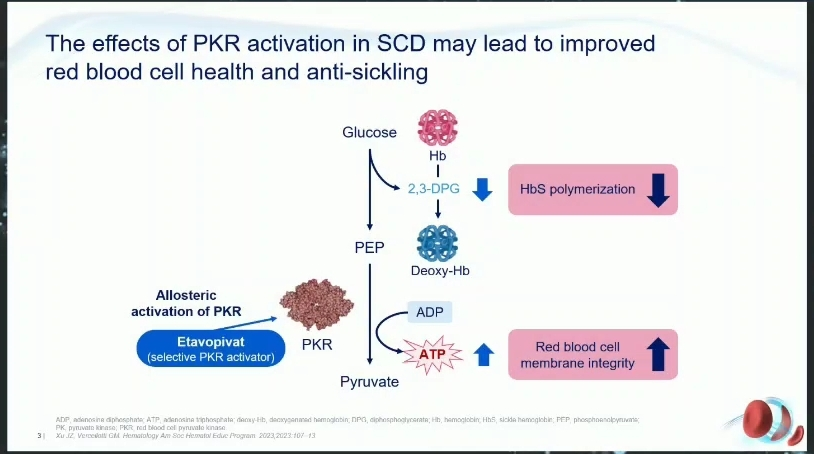 The effects of PKR activation in SCD may lead to improved
red blood cell health and anti-sickling
Glucose
Hb
2,3-DPG
HbS polymerization
PEP
Deoxy-Hb
Allosteric
activation of PKR
Etavopivat
(selective PKR activator)
PKR
ADP
ATP
Red blood cell
membrane integrity
Pyruvate
ADP, adenosine diphosphate; ATP, adenosine triphosphate; deoxy-Hb, deoxygenated hemoglobin; DPG, diphosphoglycerate; Hb, hemoglobin; HbS, sickle hemoglobin; PEP, phosphoenolpyruvate;
PK, pyruvate kinase; PKR, red blood cell pyruvate kinase.
3 | Xu JZ, Vercellotti GM. Hematology Am Soc Hematol Educ Program. 2023;2023:107–13